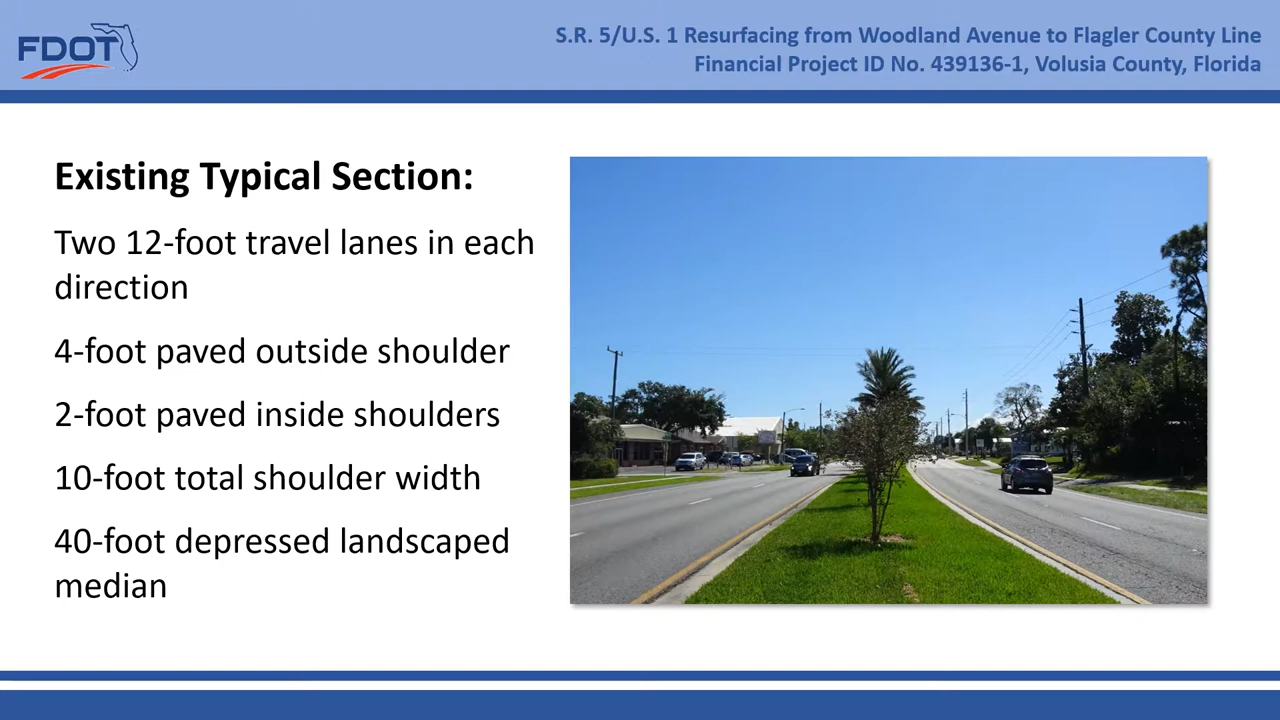 FDOT
S.R. 5/U.S. 1 Resurfacing from Woodland Avenue to Flagler County Line
Financial Project ID No. 439136-1, Volusia County, Florida
Existing Typical Section:
Two 12-foot travel lanes in each
direction
4-foot paved outside shoulder
2-foot paved inside shoulders
10-foot total shoulder width
40-foot depressed landscaped
median